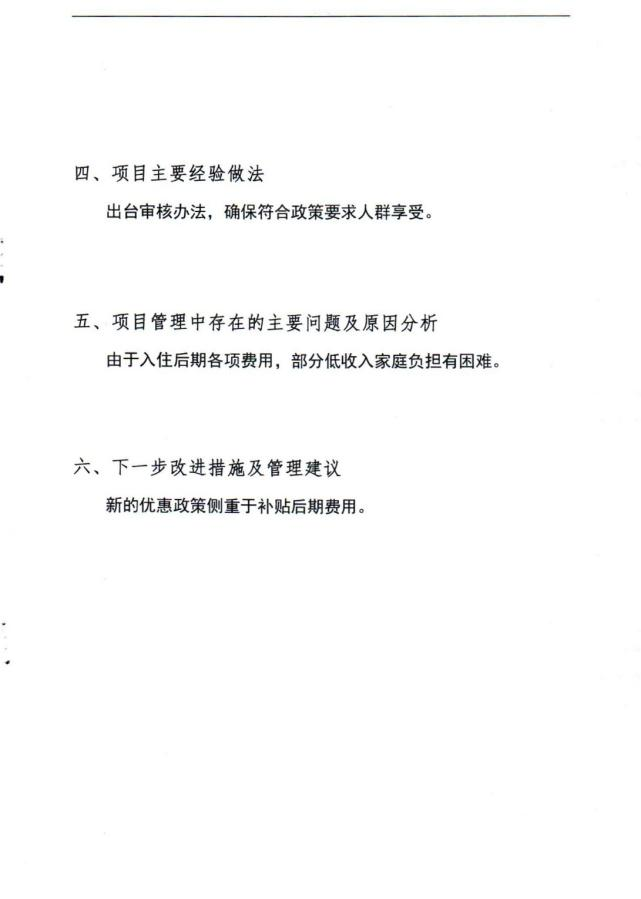 四、项目主要经验做法
出台审核办法，确保符合政策要求人群享受。
五、项目管理中存在的主要问题及原因分析
由于入住后期各项费用，部分低收入家庭负担有困难。
六、下一步改进措施及管理建议
新的优惠政策侧重于补贴后期费用。